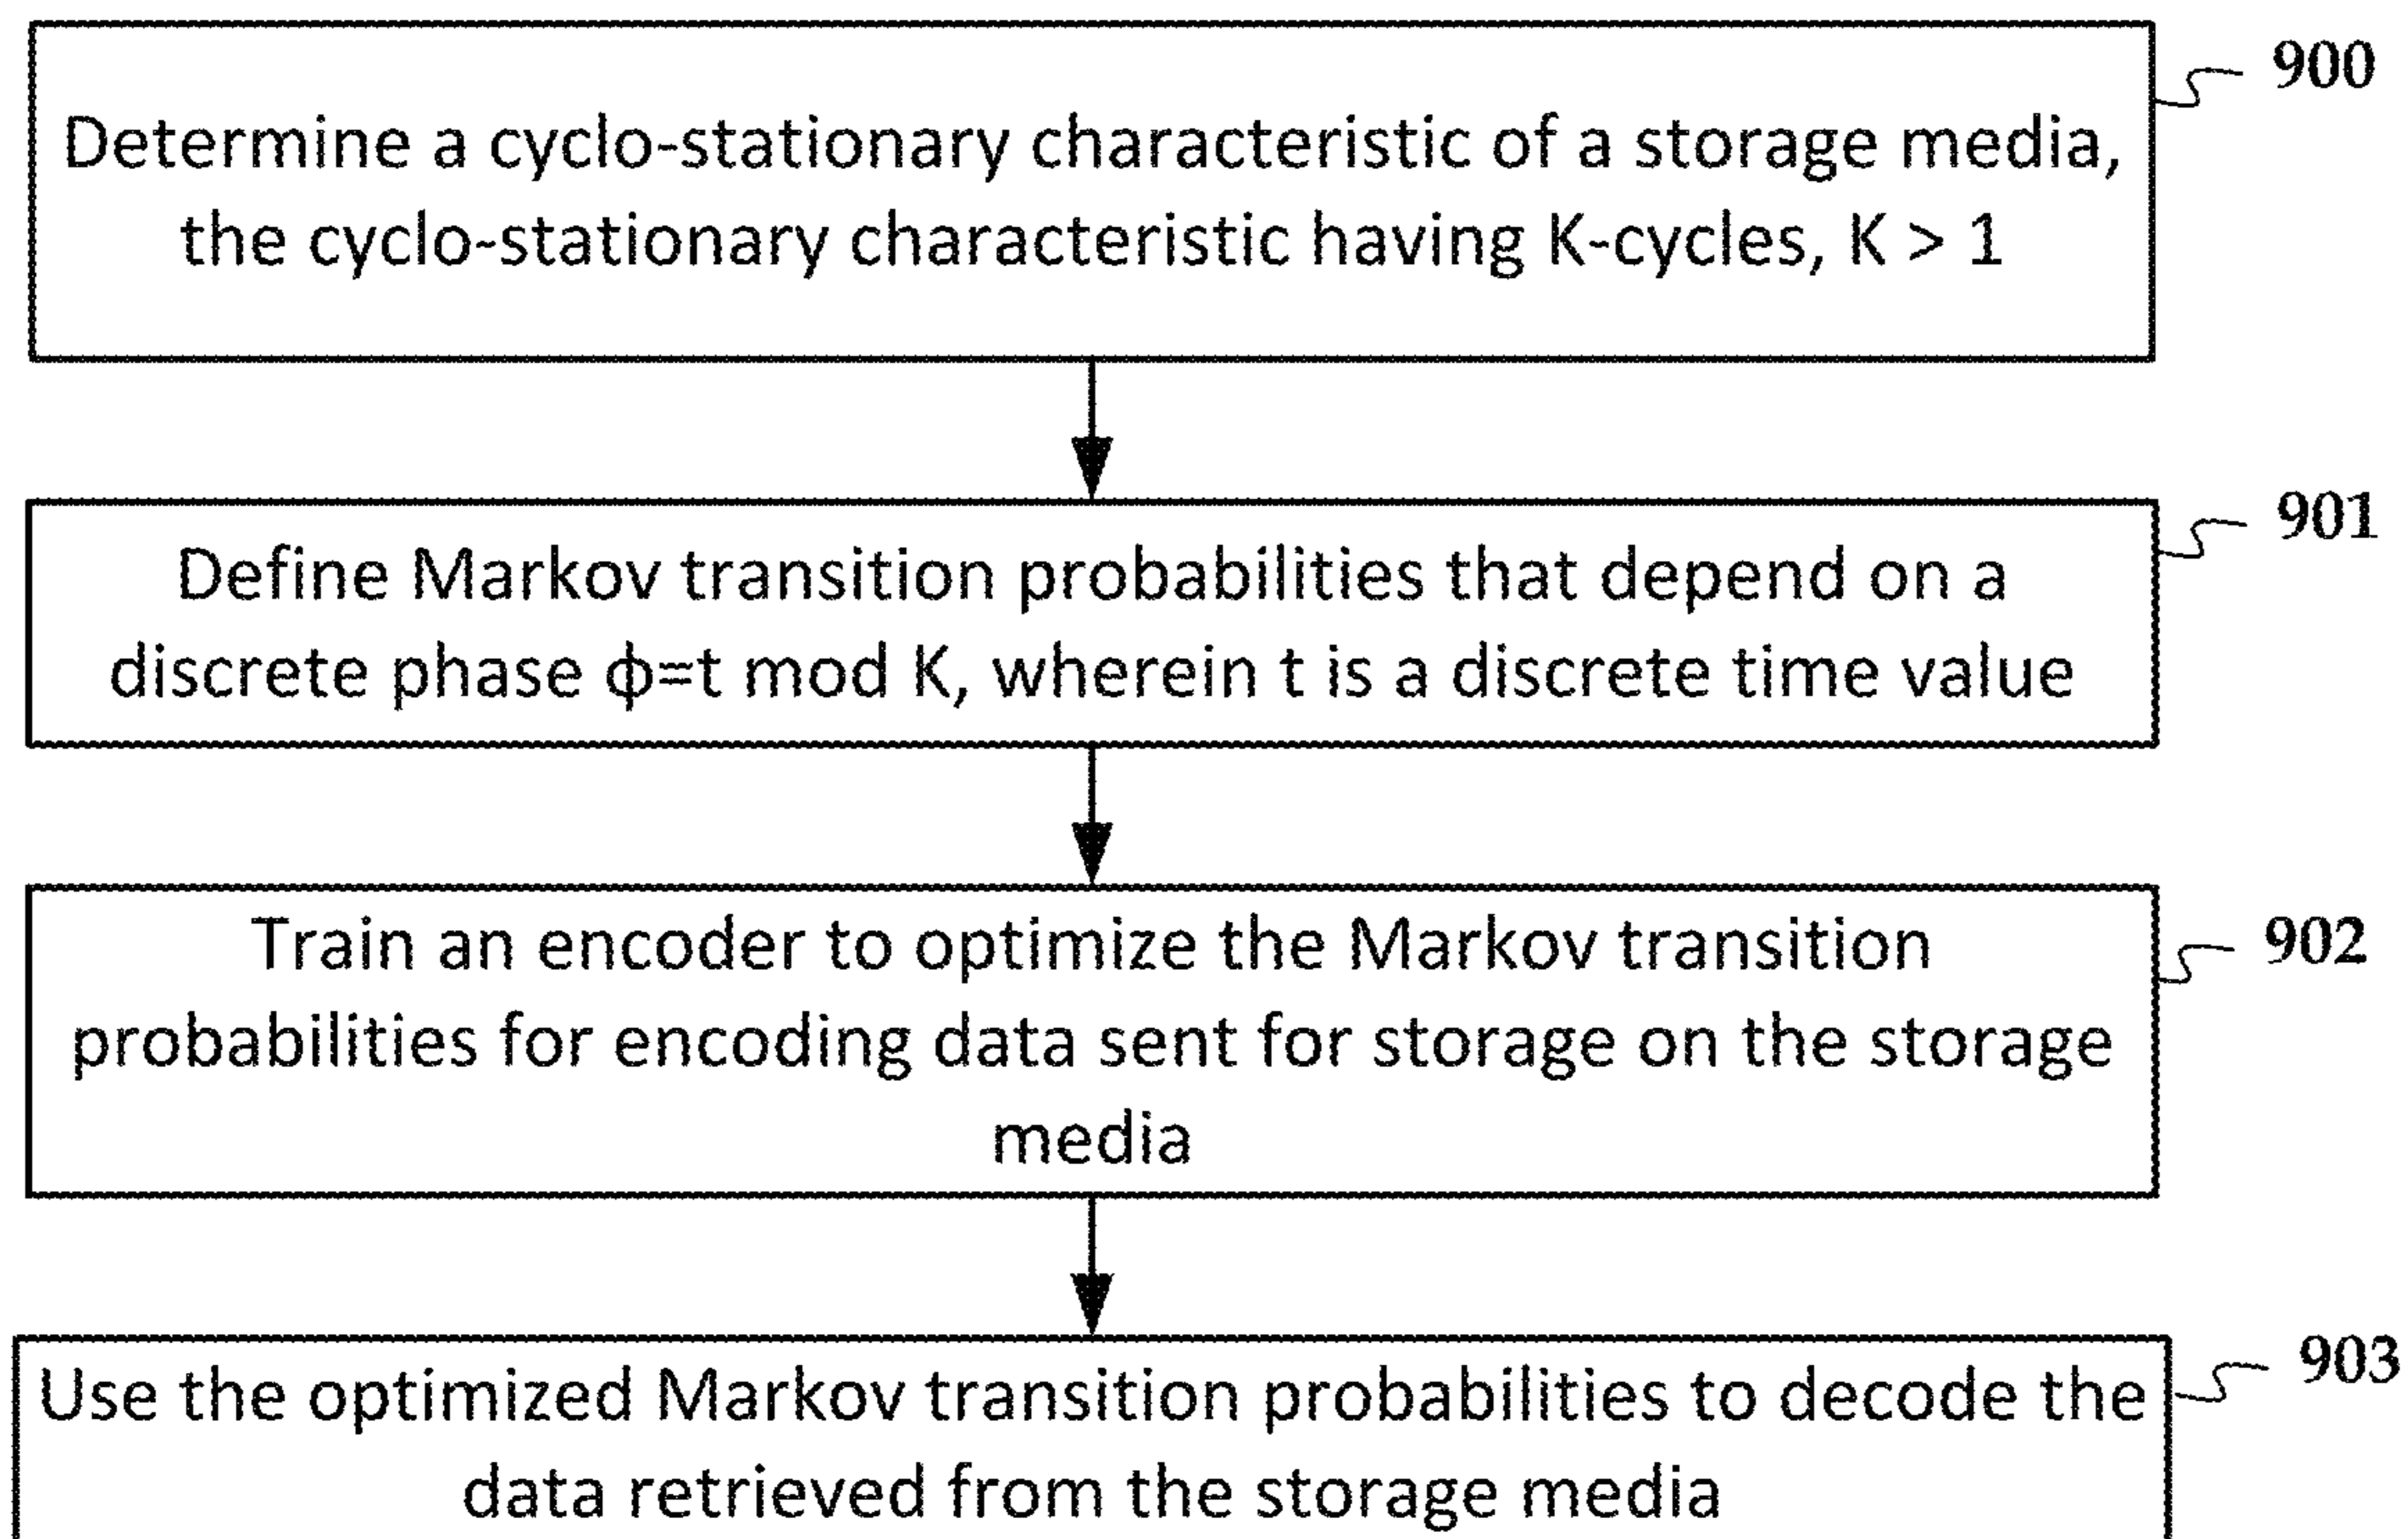 900
Determine a cyclo-stationary characteristic of a storage media,
the cyclo-stationary characteristic having K-cycles, K > 1
901
Define Markov transition probabilities that depend on a
discrete phase ϕ=t mod K, wherein t is a discrete time value
902
Train an encoder to optimize the Markov transition
probabilities for encoding data sent for storage on the storage
media
903
Use the optimized Markov transition probabilities to decode the
data retrieved from the storage media